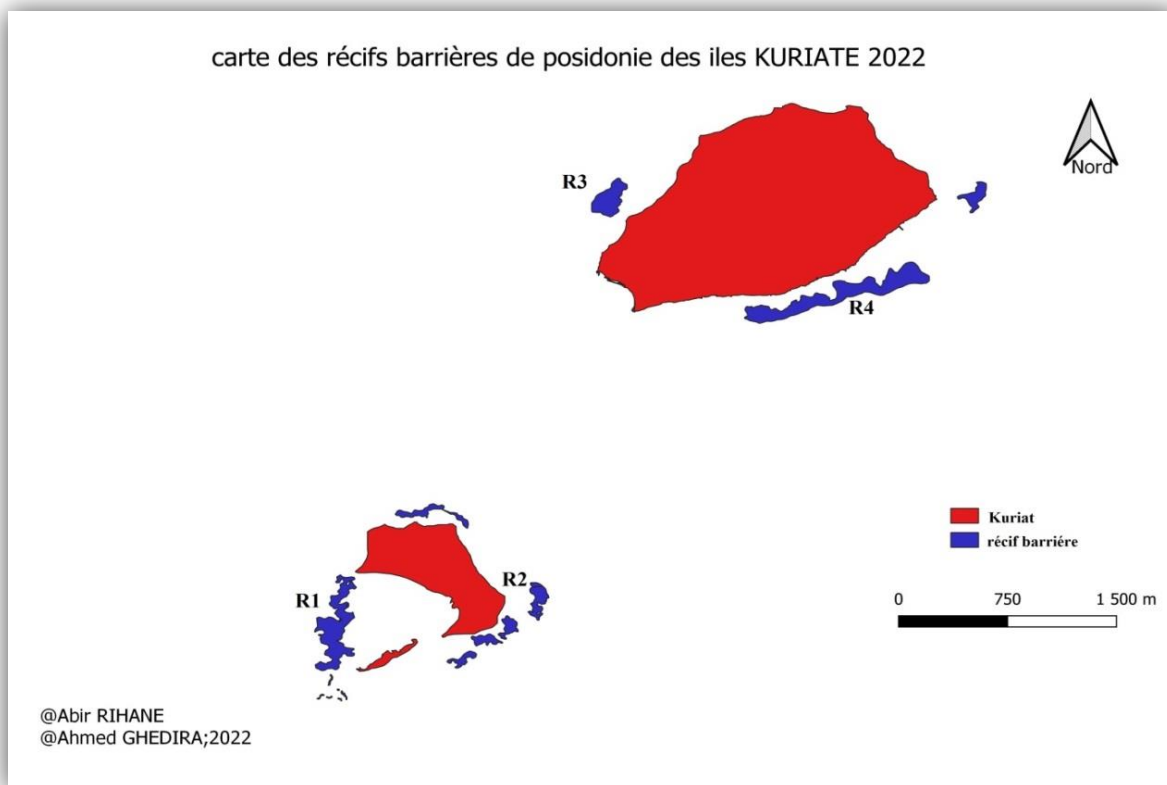 carte des récifs barrières de posidonie des iles KURIATE 2022
Nord
R3
R4
R1
R2
Kuriat
récif barriére
0 750 1 500 m
@Abir RIHANE
@Ahmed GHEDIRA;2022